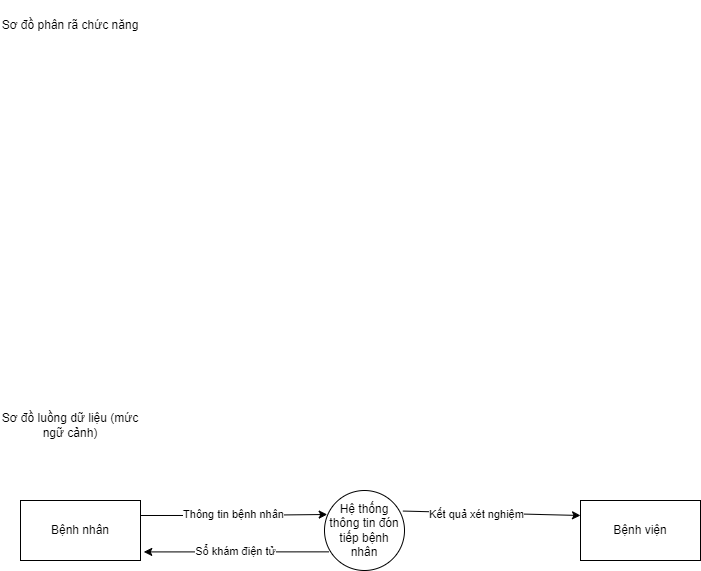 Sơ đồ phân rã chức năng
Sơ đồ luồng dữ liệu (mức
ngữ cảnh)
Bệnh nhân
Thông tin bệnh nhân
Sổ khám điện tử
Hệ thống
thông tin đón
tiếp bệnh
nhân
Kết quả xét nghiệm
Bệnh viện